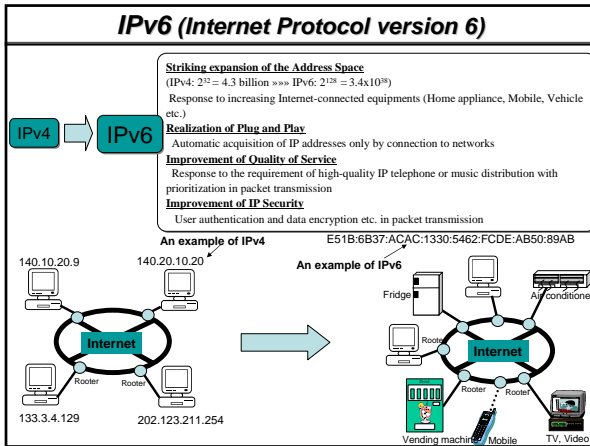 IPv6 (Internet Protocol version 6)
Striking expansion of the Address Space
(IPv4: 2³² = 4.3 billion »»» IPv6: 2¹²⁸ = 3.4x10³⁸)
Response to increasing Internet-connected equipments (Home appliance, Mobile, Vehicle
etc.)
IPv4
IPv6
Realization of Plug and Play
Automatic acquisition of IP addresses only by connection to networks
Improvement of Quality of Service
Response to the requirement of high-quality IP telephone or music distribution with
prioritization in packet transmission
Improvement of IP Security
User authentication and data encryption etc. in packet transmission
An example of IPv4
E51B:6B37:ACAC:1330:5462:FCDE:AB50:89AB
140.10.20.9
140.20.10.20
An example of IPv6
Fridge
Air conditione
Internet
Rooter
Rooter
133.3.4.129
202.123.211.254
Rooter
Internet
Rooter
Rooter
Vending machin
Mobile
TV, Video